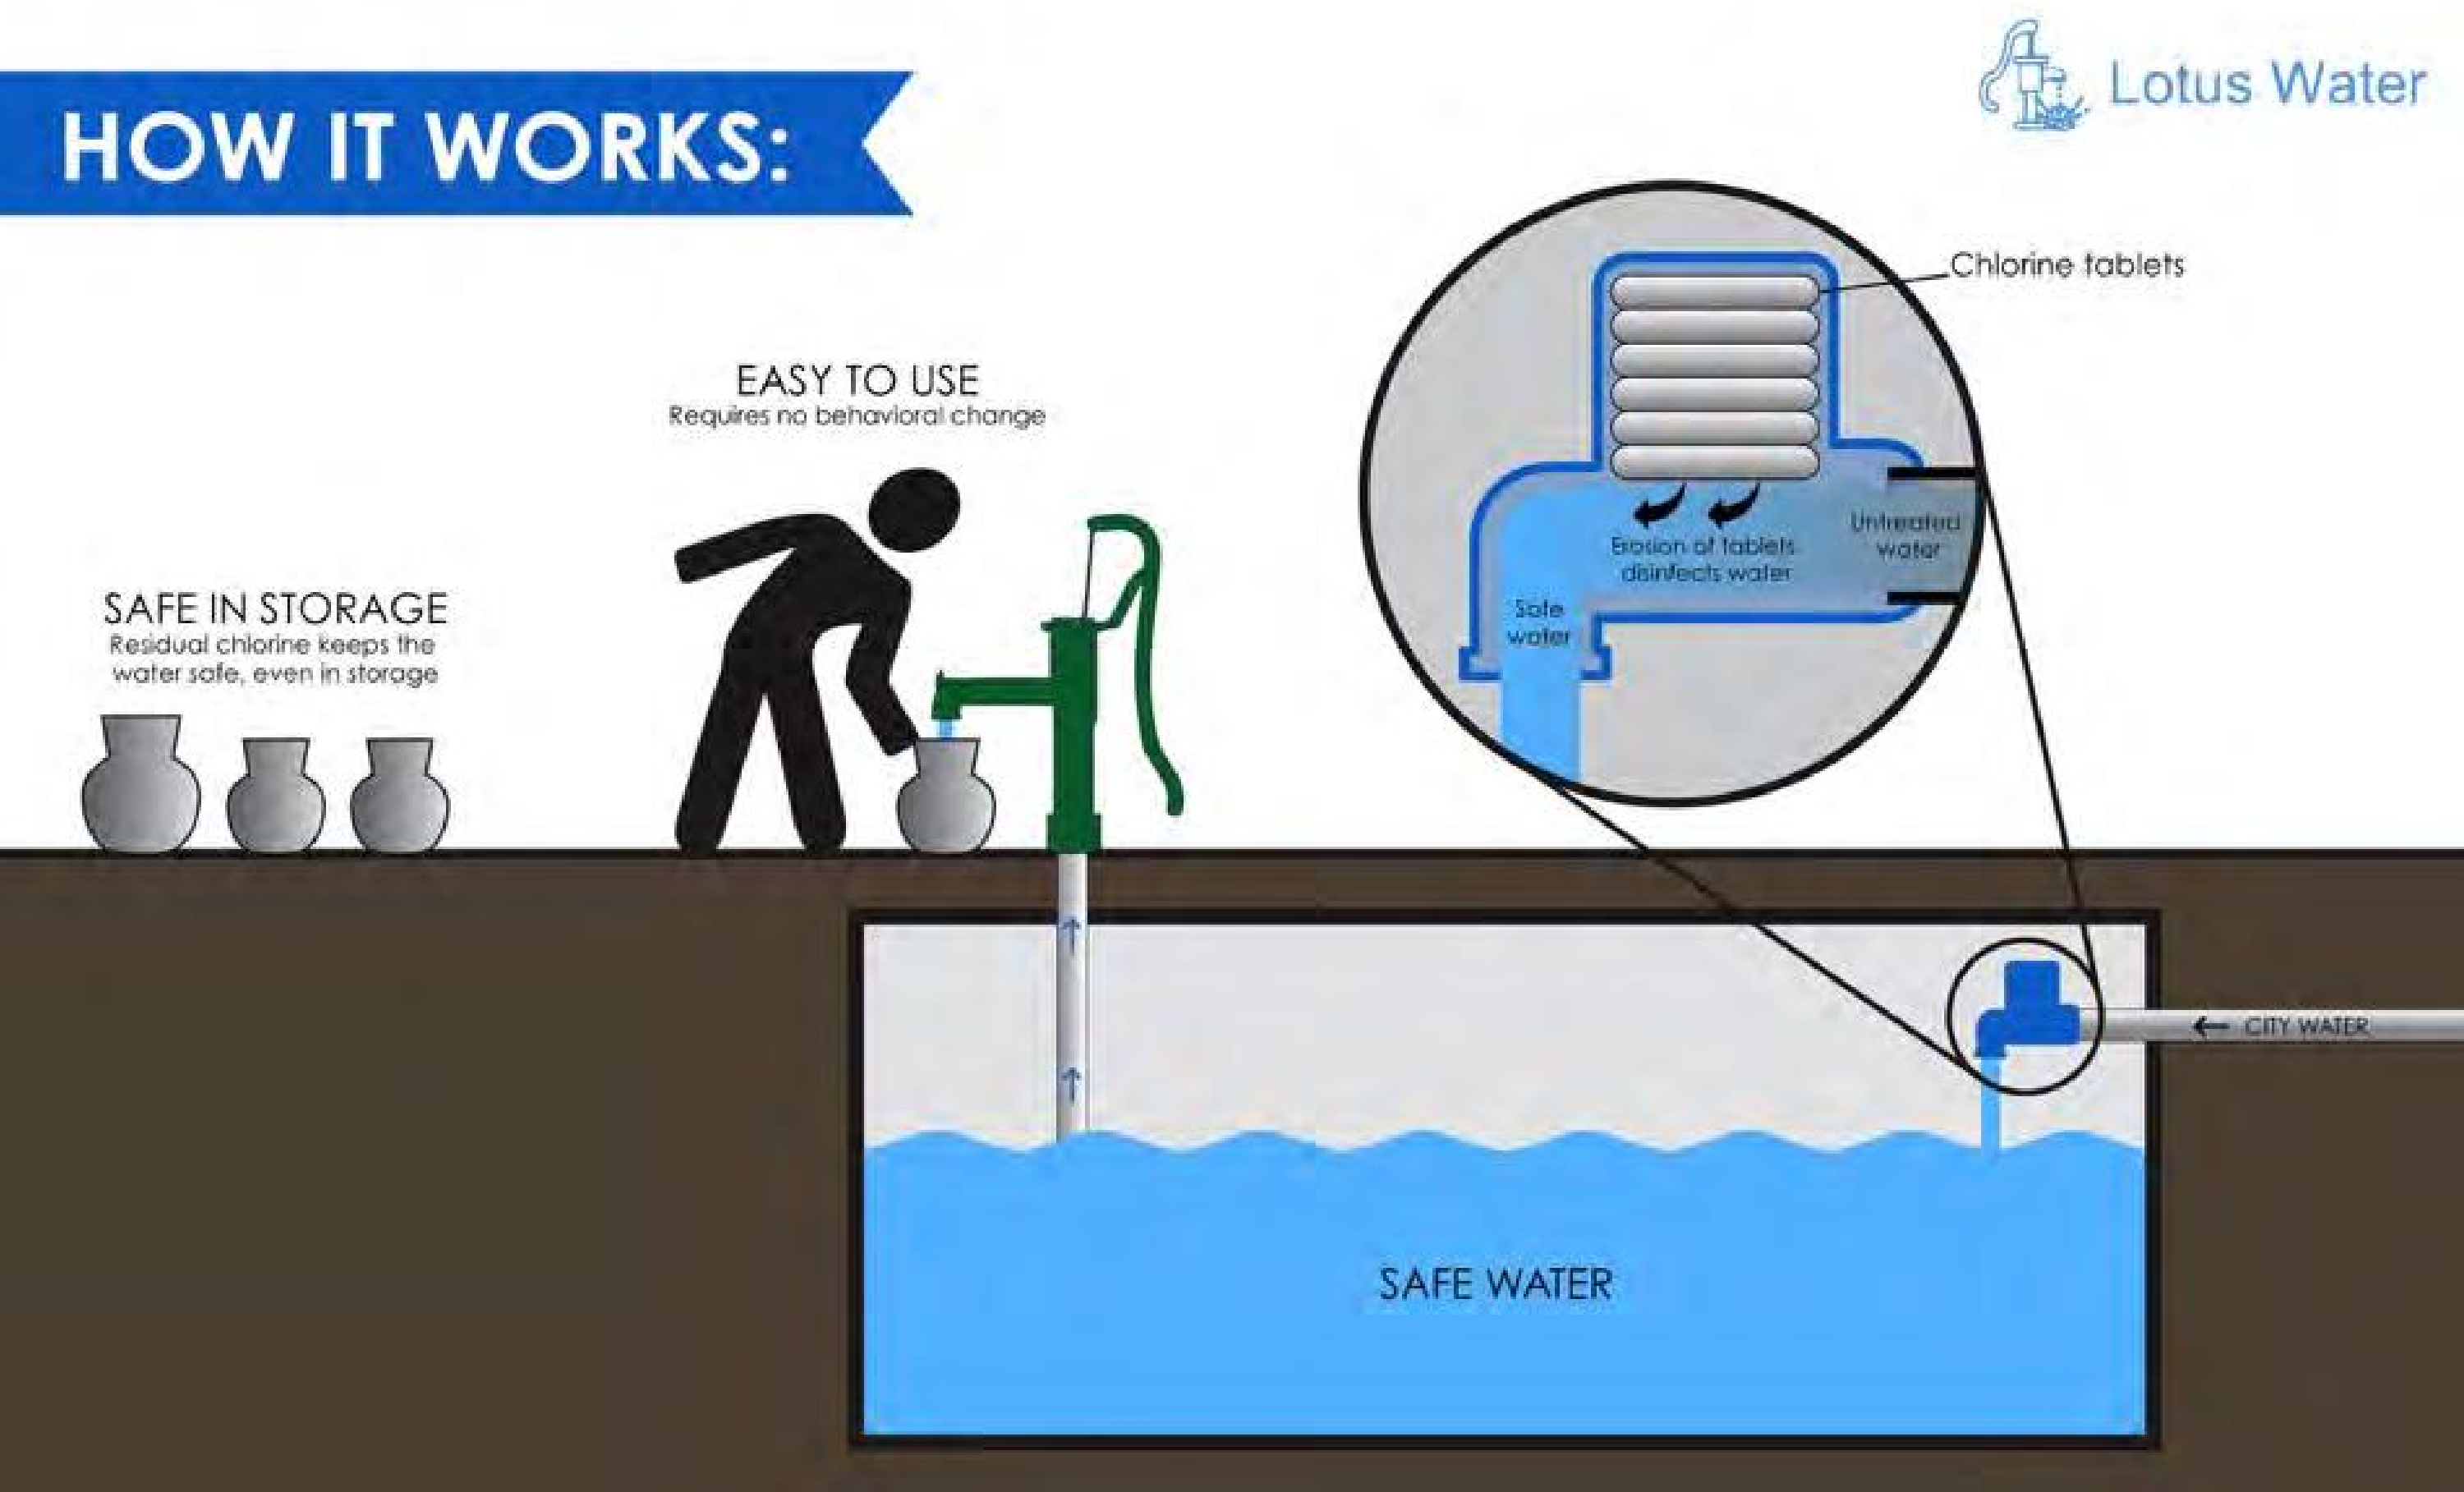 HOW IT WORKS:
Lotus Water
Chlorine tablets
EASY TO USE
Requires no behavioral change
Untreated
water
Erosion of tablets
disinfects water
Safe
water
SAFE IN STORAGE
Residual chlorine keeps the
water safe, even in storage
← CITY WATER
SAFE WATER